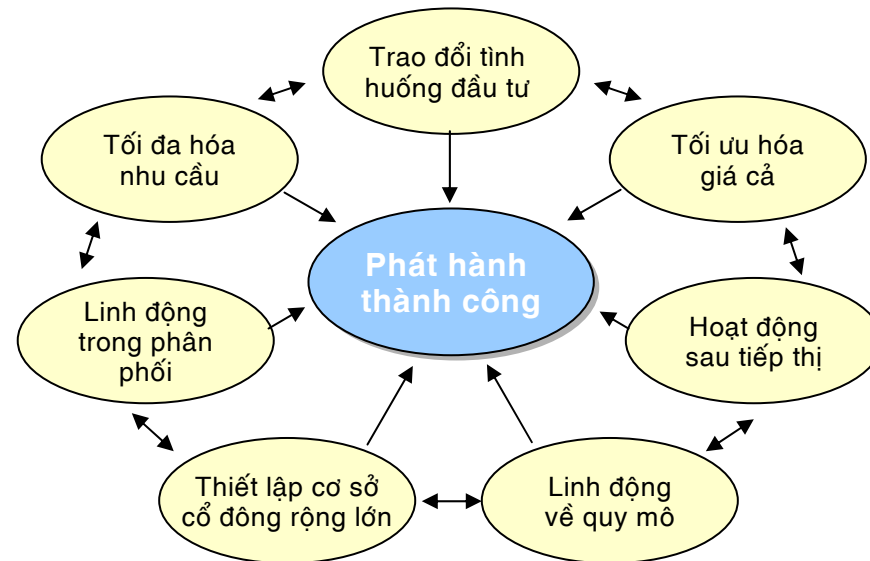 Trao đổi tình
huống đầu tư
Tối đa hóa
nhu cầu
Tối ưu hóa
giá cả
Phát hành
thành công
Linh động
trong phân
phối
Hoạt động
sau tiếp thị
Thiết lập cơ sở
cổ đông rộng lớn
Linh động
về quy mô